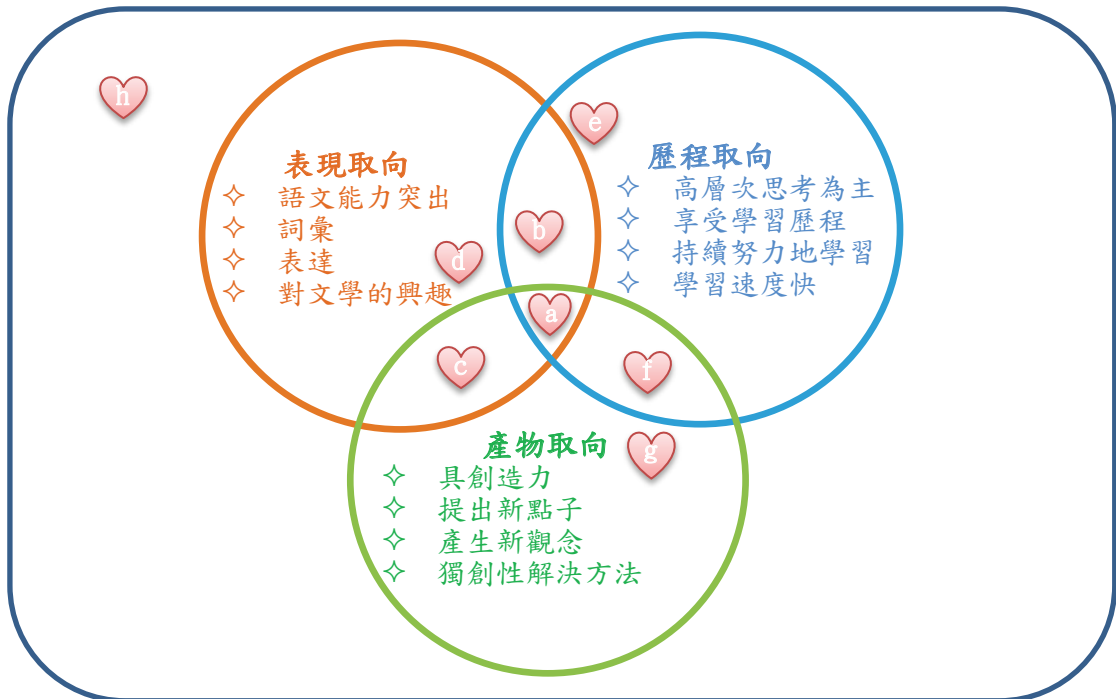 h
e
表現取向
語文能力突出
詞彙
表達
對文學的興趣
歷程取向
高層次思考為主
享受學習歷程
持續努力地學習
學習速度快
b
d
a
c
f
產物取向
g
具創造力
提出新點子
產生新觀念
獨創性解決方法